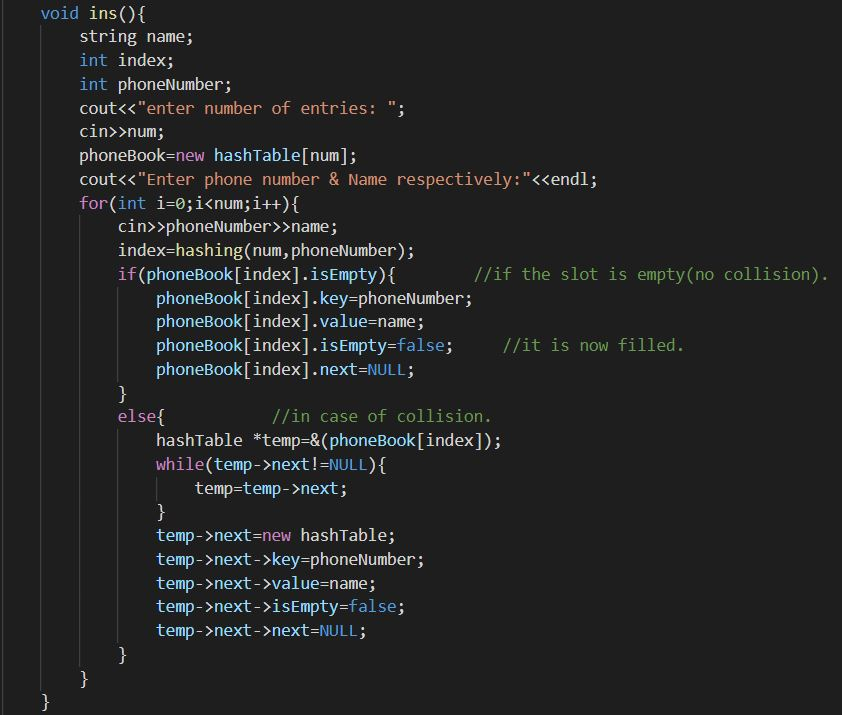 void ins(){
    string name;
    int index;
    int phoneNumber;
    cout<<"enter number of entries: ";
    cin>>num;
    phoneBook=new hashTable[num];
    cout<<"Enter phone number & Name respectively:"<<endl;
    for(int i=0;i<num;i++){
        cin>>phoneNumber>>name;
        index=hashing(num,phoneNumber);
        if(phoneBook[index].isEmpty){        //if the slot is empty(no collision).
            phoneBook[index].key=phoneNumber;
            phoneBook[index].value=name;
            phoneBook[index].isEmpty=false;     //it is now filled.
            phoneBook[index].next=NULL;
        }
        else{           //in case of collision.
            hashTable *temp=&(phoneBook[index]);
            while(temp->next!=NULL){
                temp=temp->next;
            }
            temp->next=new hashTable;
            temp->next->key=phoneNumber;
            temp->next->value=name;
            temp->next->isEmpty=false;
            temp->next->next=NULL;
        }
    }
}